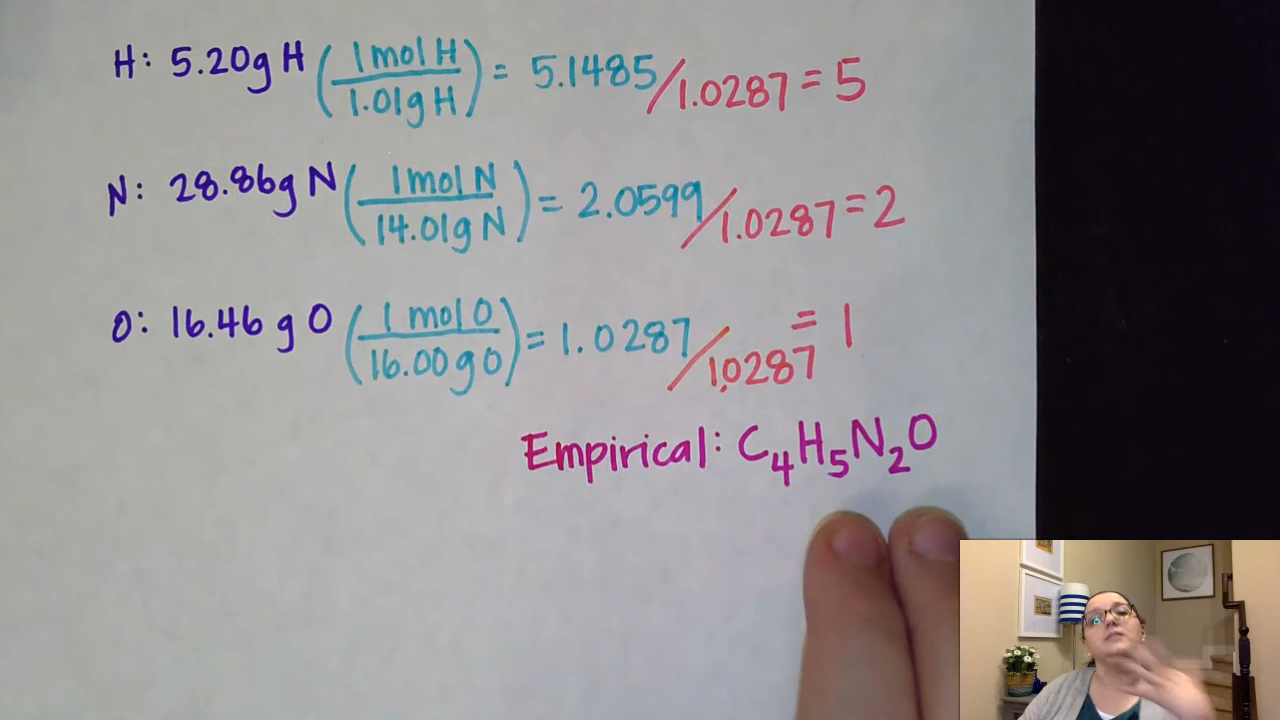 H: 5.20g H (1 mol H / 1.01g H) = 5.1485/1.0287 = 5
N: 28.86g N (1 mol N / 14.01g N) = 2.0599/1.0287 = 2
O: 16.46 g O (1 mol O / 16.00 g O) = 1.0287/1.0287 = 1
Empirical: C₄H₅N₂O